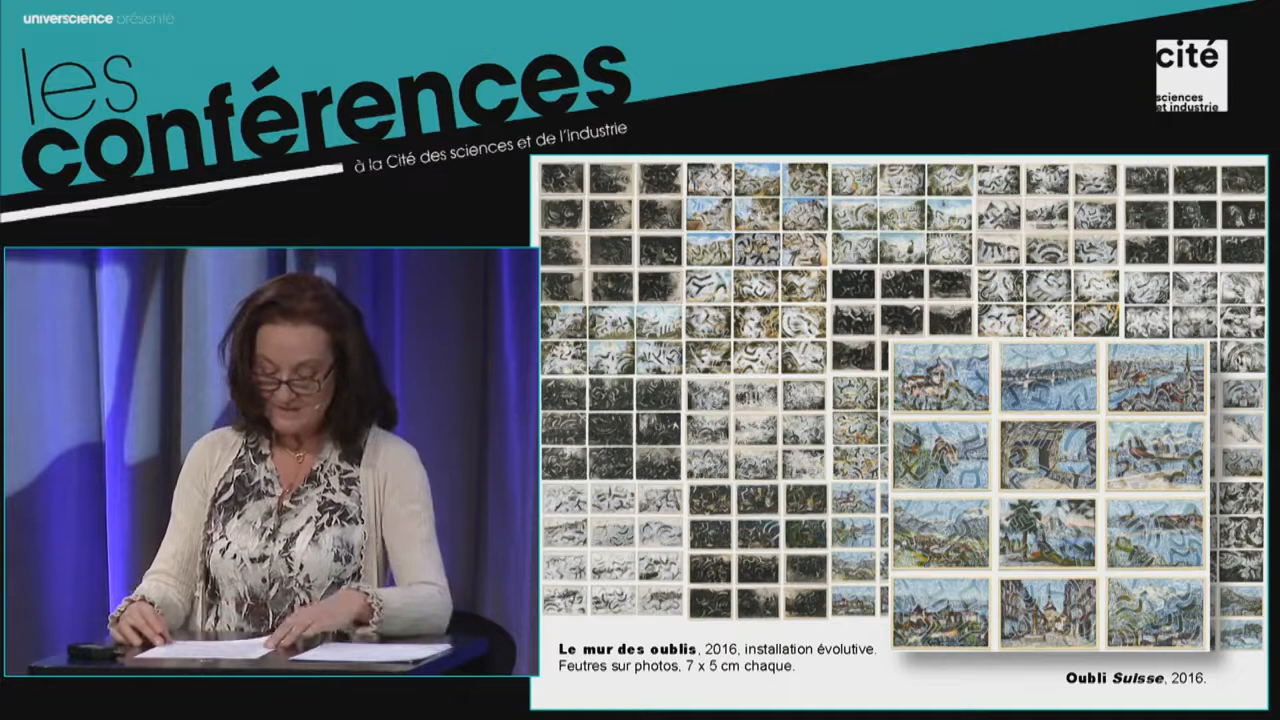 universcience présente
les
conférences
à la Cité des sciences et de l'industrie
cité
sciences
et industrie
Le mur des oublis, 2016, installation évolutive.
Feutres sur photos, 7 x 5 cm chaque.
Oubli Suisse, 2016.